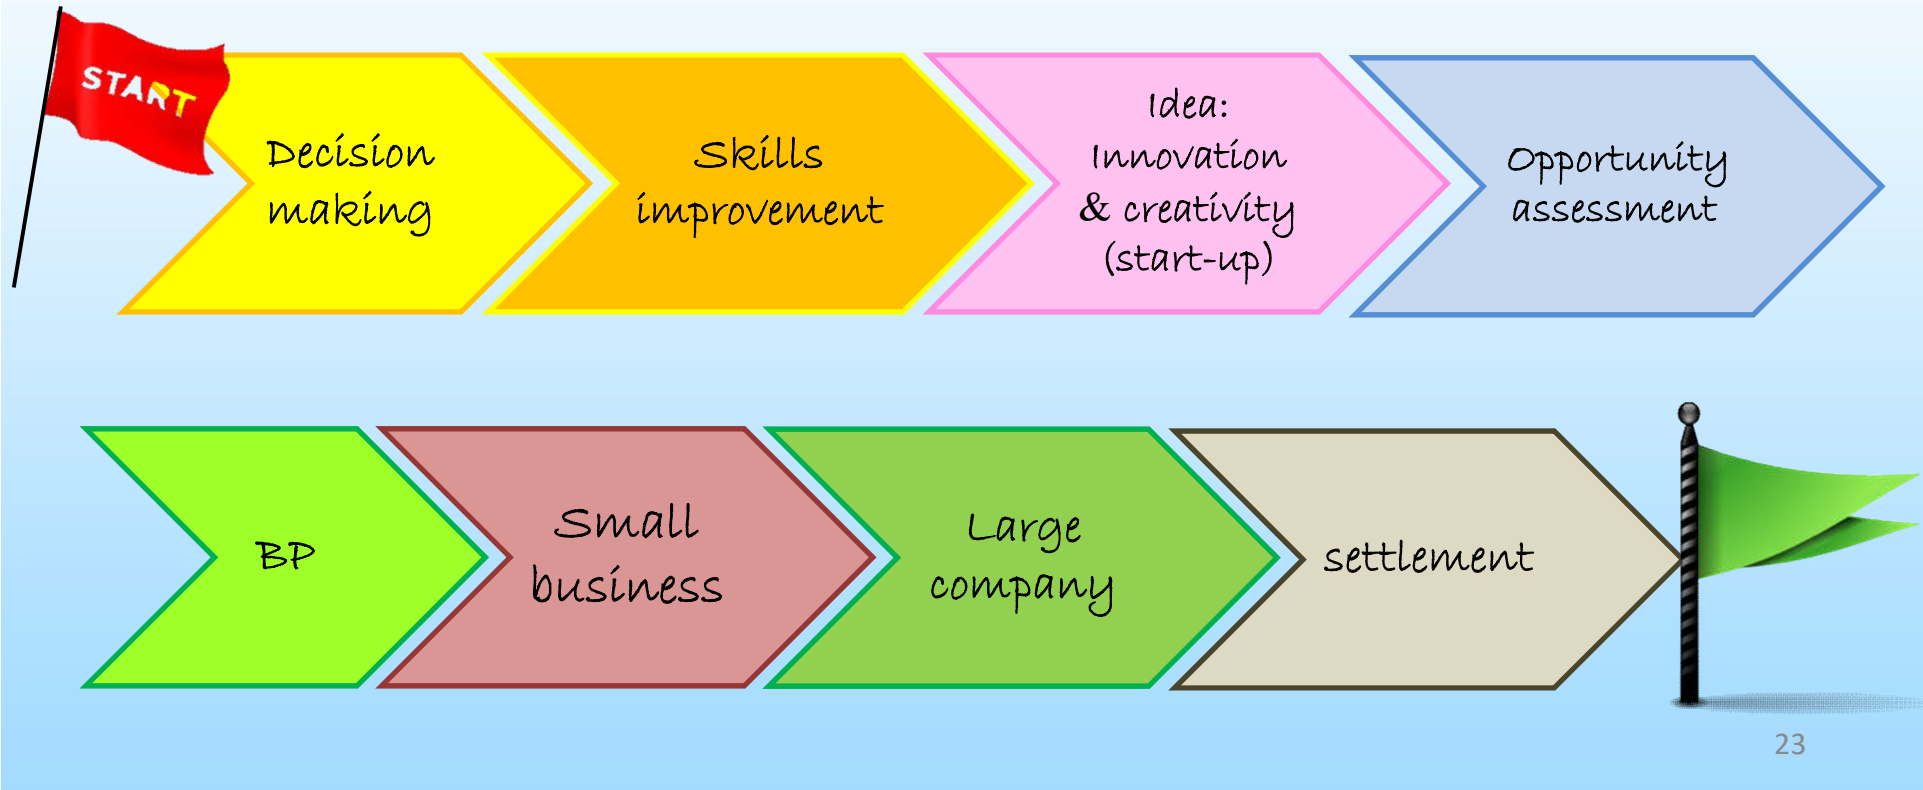 START
Decision
making
Skills
improvement
Idea:
Innovation
& creativity
(start-up)
Opportunity
assessment
BP
Small
business
Large
company
settlement
23